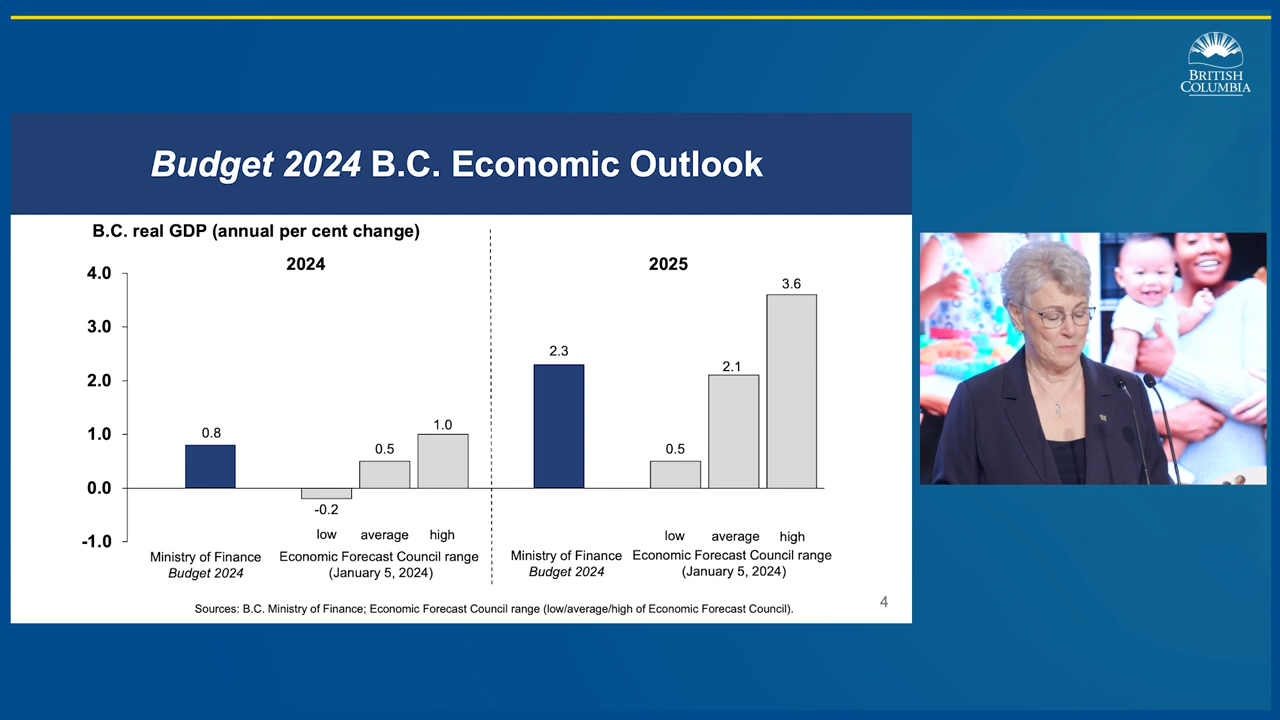 BRITISH
COLUMBIA
Budget 2024 B.C. Economic Outlook
B.C. real GDP (annual per cent change)
2024
2025
4.0
3.0
2.0
1.0
0.0
-1.0
0.8
-0.2
0.5
1.0
2.3
0.5
2.1
3.6
low average high
low average high
Ministry of Finance
Budget 2024
Economic Forecast Council range
(January 5, 2024)
Ministry of Finance
Budget 2024
Economic Forecast Council range
(January 5, 2024)
Sources: B.C. Ministry of Finance; Economic Forecast Council range (low/average/high of Economic Forecast Council).
4